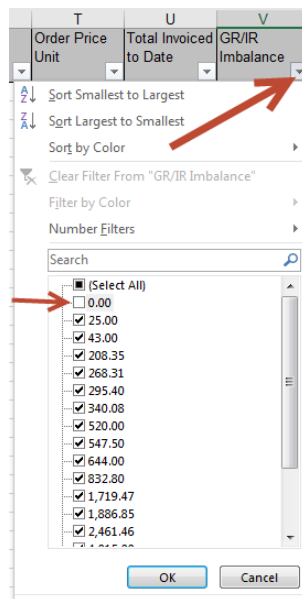 T U V
Order Price Total Invoiced GR/IR
Unit to Date Imbalance
A Z Sort Smallest to Largest
Z A Sort Largest to Smallest
Sort by Color
Clear Filter From "GR/IR Imbalance"
Filter by Color
Number Filters
Search
(Select All)
0.00
25.00
43.00
208.35
268.31
295.40
340.08
520.00
547.50
644.00
832.80
1,719.47
1,886.85
2,461.46
OK Cancel